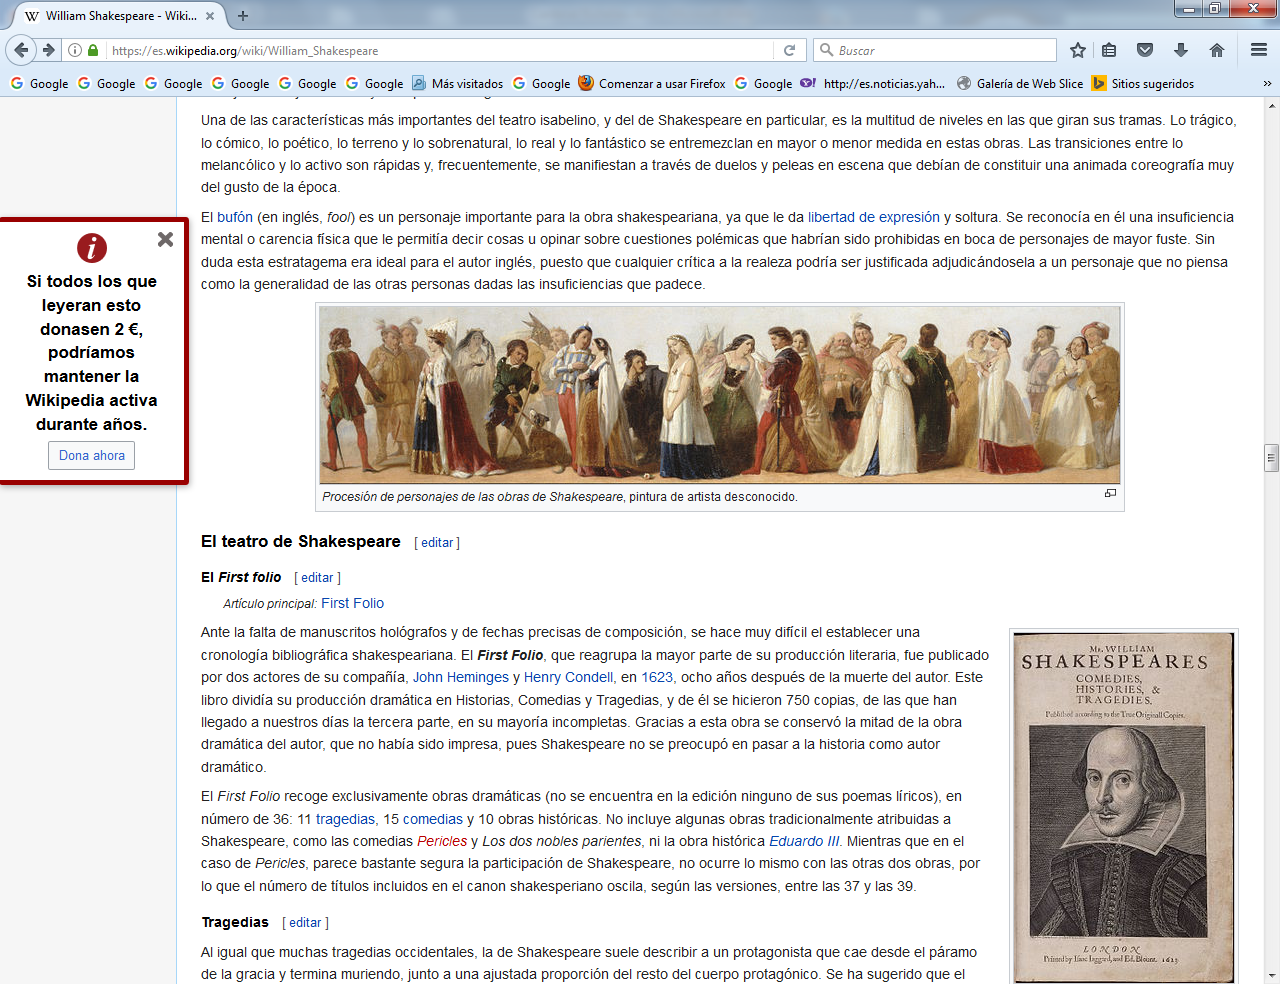 William Shakespeare - Wiki...
https://es.wikipedia.org/wiki/William_Shakespeare
Buscar
Google Google Google Google Google Google Más visitados Google Comenzar a usar Firefox Google http://es.noticias.yah... Galería de Web Slice Sitios sugeridos
Una de las características más importantes del teatro isabelino, y del de Shakespeare en particular, es la multitud de niveles en las que giran sus tramas. Lo trágico,
lo cómico, lo poético, lo terreno y lo sobrenatural, lo real y lo fantástico se entremezclan en mayor o menor medida en estas obras. Las transiciones entre lo
melancólico y lo activo son rápidas y, frecuentemente, se manifiestan a través de duelos y peleas en escena que debían de constituir una animada coreografía muy
del gusto de la época.
El bufón (en inglés, fool) es un personaje importante para la obra shakespeariana, ya que le da libertad de expresión y soltura. Se reconocía en él una insuficiencia
mental o carencia física que le permitía decir cosas u opinar sobre cuestiones polémicas que habrían sido prohibidas en boca de personajes de mayor fuste. Sin
duda esta estratagema era ideal para el autor inglés, puesto que cualquier crítica a la realeza podría ser justificada adjudicándosela a un personaje que no piensa
como la generalidad de las otras personas dadas las insuficiencias que padece.
Si todos los que
leyeran esto
donasen 2 €,
podríamos
mantener la
Wikipedia activa
durante años.
Dona ahora
Procesión de personajes de las obras de Shakespeare, pintura de artista desconocido.
El teatro de Shakespeare [ editar ]
El First folio [ editar ]
Artículo principal: First Folio
Ante la falta de manuscritos hológrafos y de fechas precisas de composición, se hace muy difícil el establecer una
cronología bibliográfica shakespeariana. El First Folio, que reagrupa la mayor parte de su producción literaria, fue publicado
por dos actores de su compañía, John Heminges y Henry Condell, en 1623, ocho años después de la muerte del autor. Este
libro dividía su producción dramática en Historias, Comedias y Tragedias, y de él se hicieron 750 copias, de las que han
llegado a nuestros días la tercera parte, en su mayoría incompletas. Gracias a esta obra se conservó la mitad de la obra
dramática del autor, que no había sido impresa, pues Shakespeare no se preocupó en pasar a la historia como autor
dramático.
El First Folio recoge exclusivamente obras dramáticas (no se encuentra en la edición ninguno de sus poemas líricos), en
número de 36: 11 tragedias, 15 comedias y 10 obras históricas. No incluye algunas obras tradicionalmente atribuidas a
Shakespeare, como las comedias Pericles y Los dos nobles parientes, ni la obra histórica Eduardo III. Mientras que en el
caso de Pericles, parece bastante segura la participación de Shakespeare, no ocurre lo mismo con las otras dos obras, por
lo que el número de títulos incluidos en el canon shakesperiano oscila, según las versiones, entre las 37 y las 39.
Tragedias [ editar ]
Al igual que muchas tragedias occidentales, la de Shakespeare suele describir a un protagonista que cae desde el páramo
de la gracia y termina muriendo, junto a una ajustada proporción del resto del cuerpo protagónico. Se ha sugerido que el
Mr. WILLIAM
SHAKESPEARES
COMEDIES,
HISTORIES, &
TRAGEDIES.
Published according to the True Originall Copies.
LONDON
Printed by Isaac Iaggard, and Ed. Blount. 1623